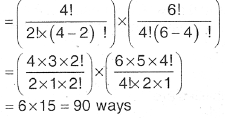 = ( 4! / 2!×(4−2) ! ) × ( 6! / 4!(6−4) ! )
= ( 4×3×2! / 2×1×2! ) × ( 6×5×4! / 4!×2×1 )
= 6×15 = 90 ways